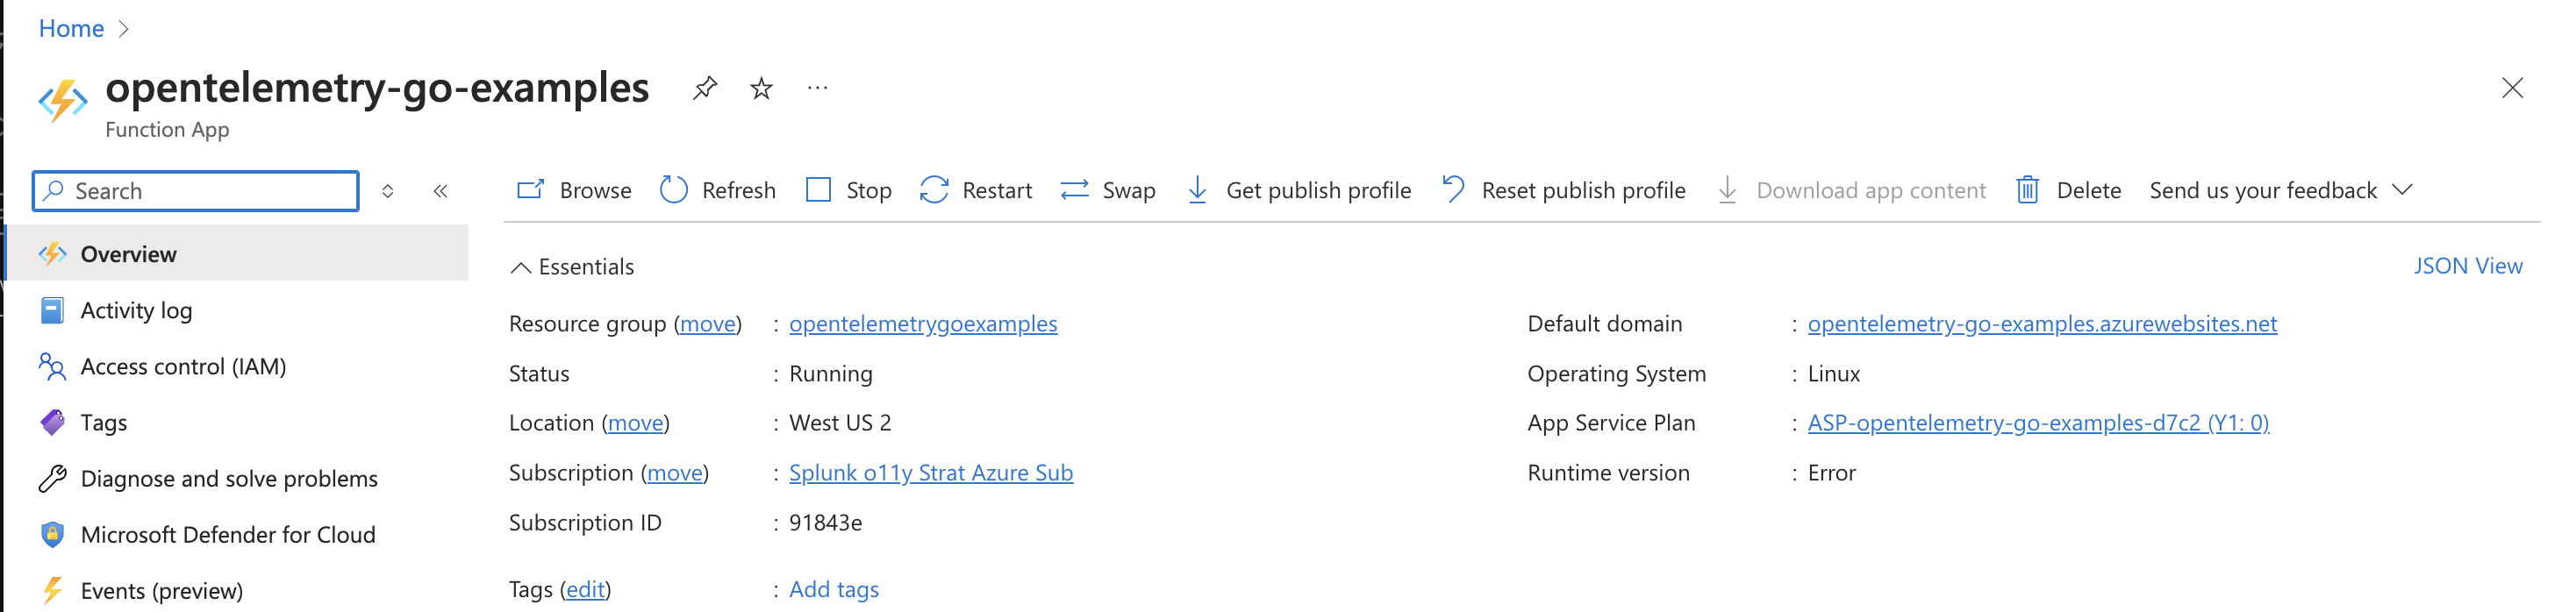 Home
opentelemetry-go-examples
Function App
Search
Browse Refresh Stop Restart Swap Get publish profile Reset publish profile Download app content Delete Send us your feedback
Overview
Activity log
Access control (IAM)
Tags
Diagnose and solve problems
Microsoft Defender for Cloud
Events (preview)
Essentials
JSON View
Resource group (move) : opentelemetrygoexamples
Status : Running
Location (move) : West US 2
Subscription (move) : Splunk o11y Strat Azure Sub
Subscription ID : 91843e
Tags (edit) : Add tags
Default domain : opentelemetry-go-examples.azurewebsites.net
Operating System : Linux
App Service Plan : ASP-opentelemetry-go-examples-d7c2 (Y1: 0)
Runtime version : Error